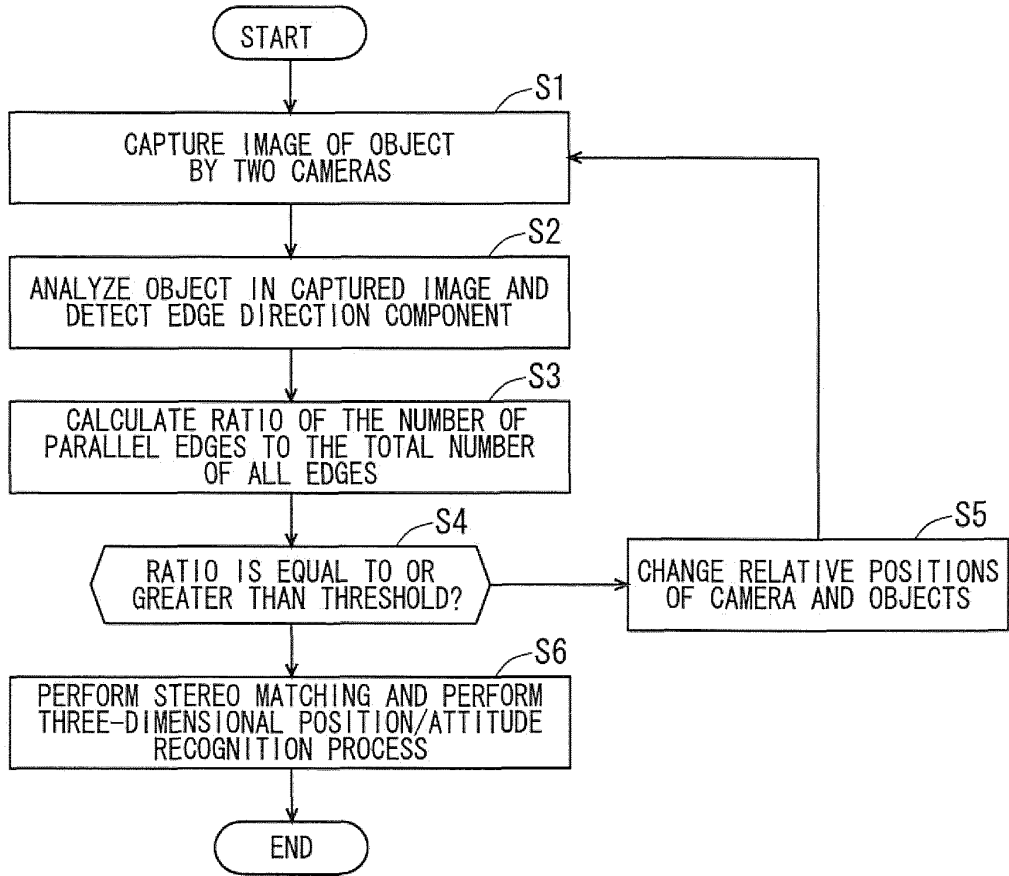 START
S1
CAPTURE IMAGE OF OBJECT
BY TWO CAMERAS
S2
ANALYZE OBJECT IN CAPTURED IMAGE AND
DETECT EDGE DIRECTION COMPONENT
S3
CALCULATE RATIO OF THE NUMBER OF
PARALLEL EDGES TO THE TOTAL NUMBER
OF ALL EDGES
S4
RATIO IS EQUAL TO OR
GREATER THAN THRESHOLD?
S5
CHANGE RELATIVE POSITIONS
OF CAMERA AND OBJECTS
S6
PERFORM STEREO MATCHING AND PERFORM
THREE-DIMENSIONAL POSITION/ATTITUDE
RECOGNITION PROCESS
END